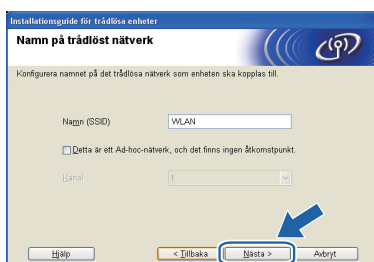 Installationsguide för trådlösa enheter
Namn på trådlöst nätverk
Konfigurera namnet på det trådlösa nätverk som enheten ska kopplas till.
Namn (SSID) WLAN
Detta är ett Ad-hoc-nätverk, och det finns ingen åtkomstpunkt.
Kanal 1
Hjälp < Tillbaka Nästa > Avbryt